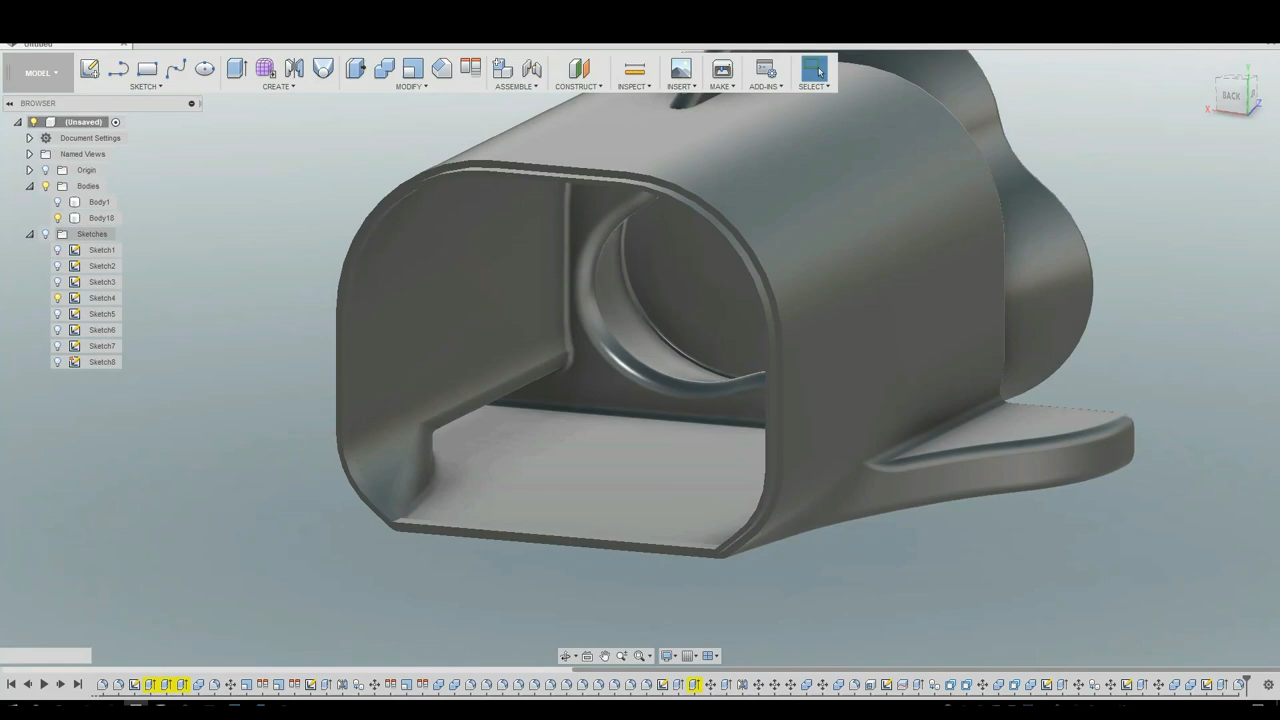 Untitled
MODEL
SKETCH
CREATE
MODIFY
ASSEMBLE
CONSTRUCT
INSPECT
INSERT
MAKE
ADD-INS
SELECT
BROWSER
(Unsaved)
Document Settings
Named Views
Origin
Bodies
Body1
Body18
Sketches
Sketch1
Sketch2
Sketch3
Sketch4
Sketch5
Sketch6
Sketch7
Sketch8
BACK
X
Z